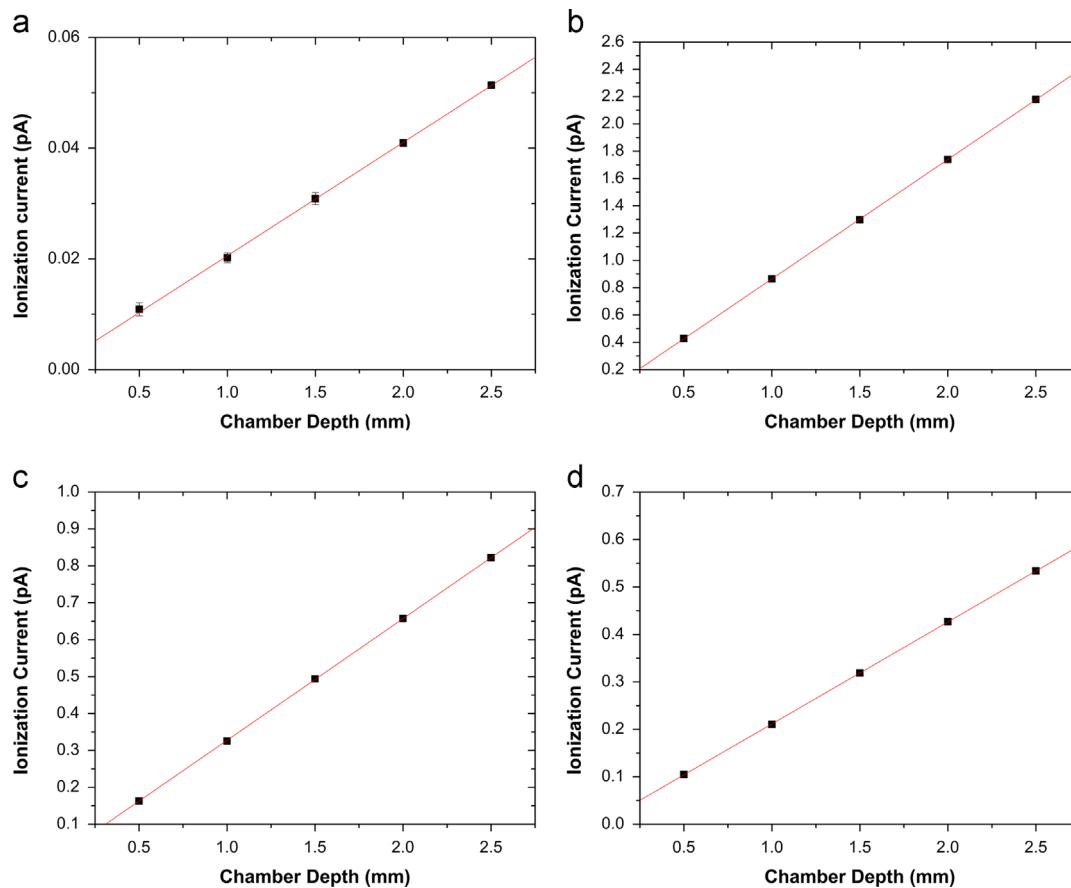 a
0.06
0.04
0.02
0.00
Ionization current (pA)
0.5 1.0 1.5 2.0 2.5
Chamber Depth (mm)
b
2.6
2.4
2.2
2.0
1.8
1.6
1.4
1.2
1.0
0.8
0.6
0.4
0.2
Ionization Current (pA)
0.5 1.0 1.5 2.0 2.5
Chamber Depth (mm)
c
1.0
0.9
0.8
0.7
0.6
0.5
0.4
0.3
0.2
0.1
Ionization Current (pA)
0.5 1.0 1.5 2.0 2.5
Chamber Depth (mm)
d
0.7
0.6
0.5
0.4
0.3
0.2
0.1
0.0
Ionization Current (pA)
0.5 1.0 1.5 2.0 2.5
Chamber Depth (mm)